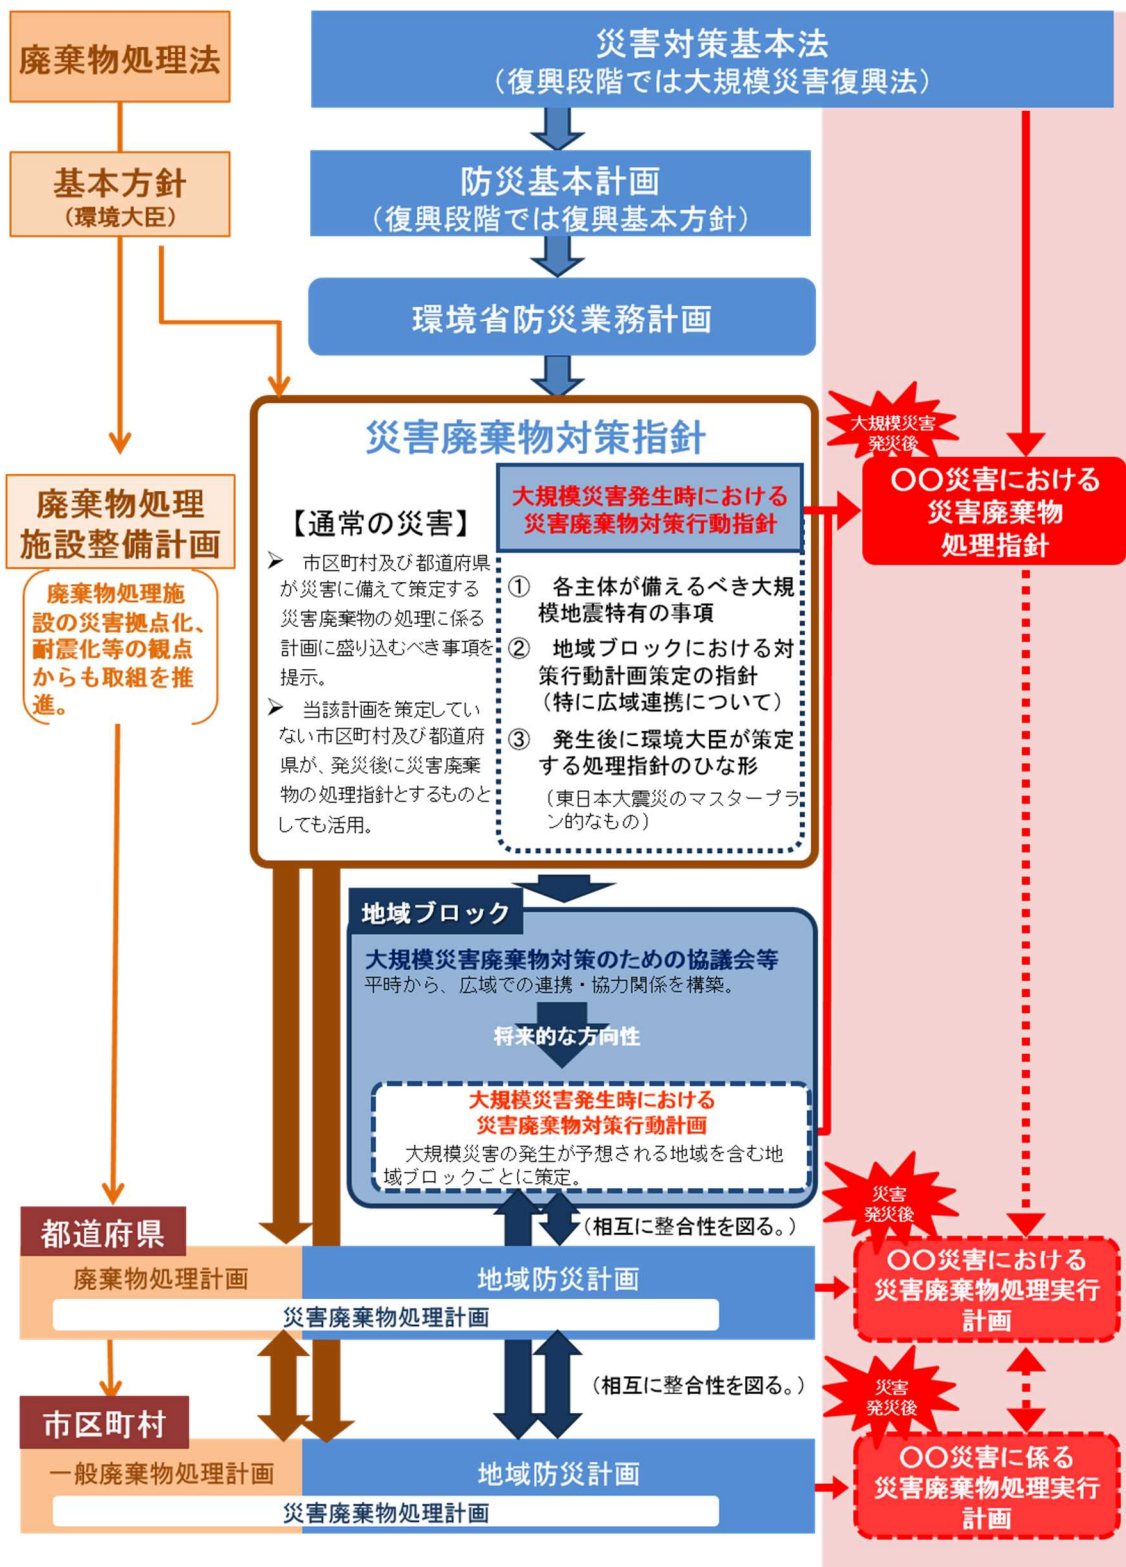 廃棄物処理法
災害対策基本法
(復興段階では大規模災害復興法)
基本方針
(環境大臣)
防災基本計画
(復興段階では復興基本方針)
環境省防災業務計画
廃棄物処理
施設整備計画
廃棄物処理施
設の災害拠点化、
耐震化等の観点
からも取組を推
進。
災害廃棄物対策指針
【通常の災害】
➢ 市区町村及び都道府県
が災害に備えて策定する
災害廃棄物の処理に係る
計画に盛り込むべき事項を
提示。
➢ 当該計画を策定してい
ない市区町村及び都道府
県が、発災後に災害廃棄
物の処理指針とするものと
しても活用。
大規模災害発生時における
災害廃棄物対策行動指針
① 各主体が備えるべき大規
模地震特有の事項
② 地域ブロックにおける対
策行動計画策定の指針
(特に広域連携について)
③ 発生後に環境大臣が策定
する処理指針のひな形
(東日本大震災のマスタープラ
ン的なもの)
大規模災害
発災後
〇〇災害における
災害廃棄物
処理指針
地域ブロック
大規模災害廃棄物対策のための協議会等
平時から、広域での連携・協力関係を構築。
将来的な方向性
大規模災害発生時における
災害廃棄物対策行動計画
大規模災害の発生が予想される地域を含む地
域ブロックごとに策定。
(相互に整合性を図る。)
都道府県
廃棄物処理計画
地域防災計画
災害廃棄物処理計画
災害
発災後
〇〇災害における
災害廃棄物処理実行
計画
(相互に整合性を図る。)
市区町村
一般廃棄物処理計画
地域防災計画
災害廃棄物処理計画
災害
発災後
〇〇災害に係る
災害廃棄物処理実行
計画